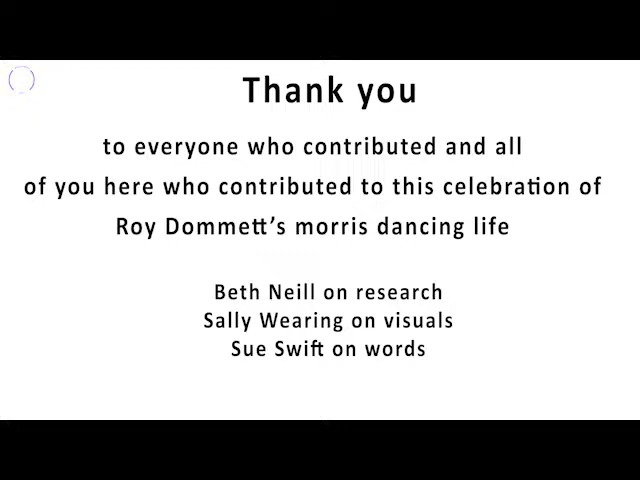 Thank you
to everyone who contributed and all
of you here who contributed to this celebration of
Roy Dommett’s morris dancing life
Beth Neill on research
Sally Wearing on visuals
Sue Swift on words